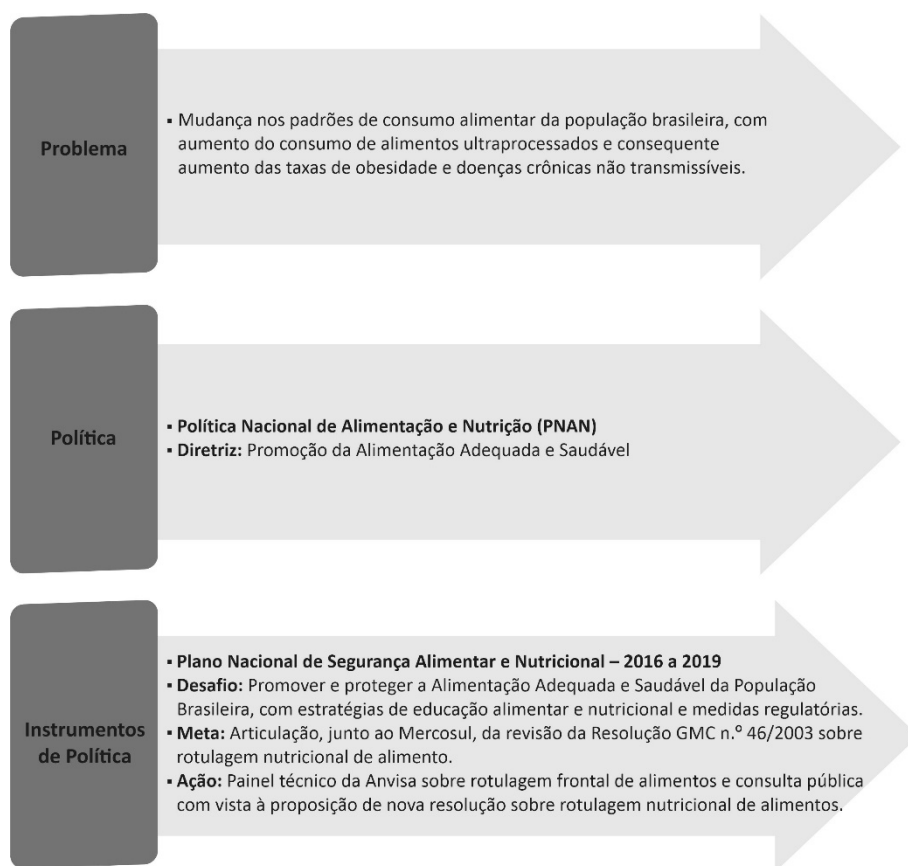 Problema
▪ Mudança nos padrões de consumo alimentar da população brasileira, com
aumento do consumo de alimentos ultraprocessados e consequente
aumento das taxas de obesidade e doenças crônicas não transmissíveis.
Política
▪ Política Nacional de Alimentação e Nutrição (PNAN)
▪ Diretriz: Promoção da Alimentação Adequada e Saudável
Instrumentos
de Política
▪ Plano Nacional de Segurança Alimentar e Nutricional – 2016 a 2019
▪ Desafio: Promover e proteger a Alimentação Adequada e Saudável da População
Brasileira, com estratégias de educação alimentar e nutricional e medidas regulatórias.
▪ Meta: Articulação, junto ao Mercosul, da revisão da Resolução GMC n.º 46/2003 sobre
rotulagem nutricional de alimento.
▪ Ação: Painel técnico da Anvisa sobre rotulagem frontal de alimentos e consulta pública
com vista à proposição de nova resolução sobre rotulagem nutricional de alimentos.